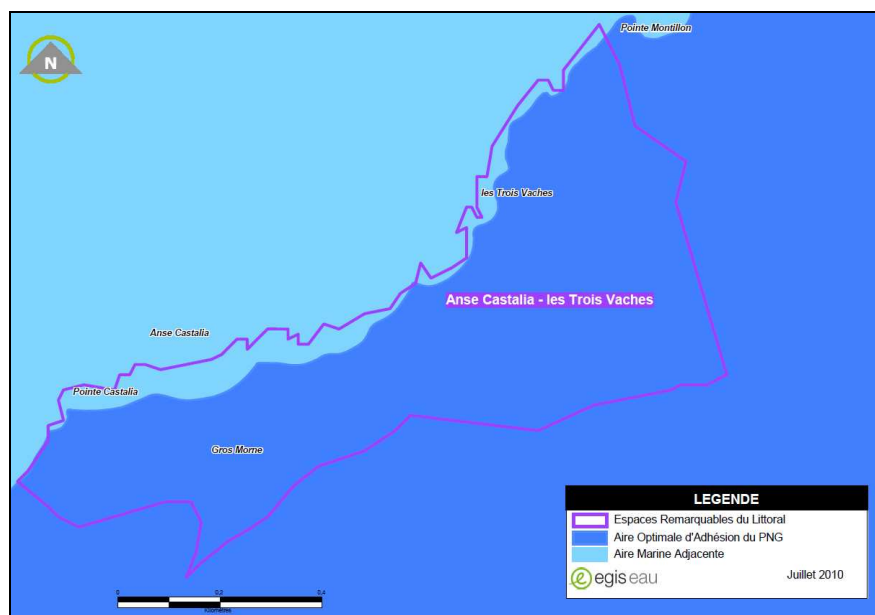 Pointe Montillon
N
les Trois Vaches
Anse Castalia - les Trois Vaches
Anse Castalia
Pointe Castalia
Gros Morne
LEGENDE
Espaces Remarquables du Littoral
Aire Optimale d'Adhésion du PNG
Aire Marine Adjacente
egis eau
Juillet 2010
0 0,2 0,4
Kilomètres